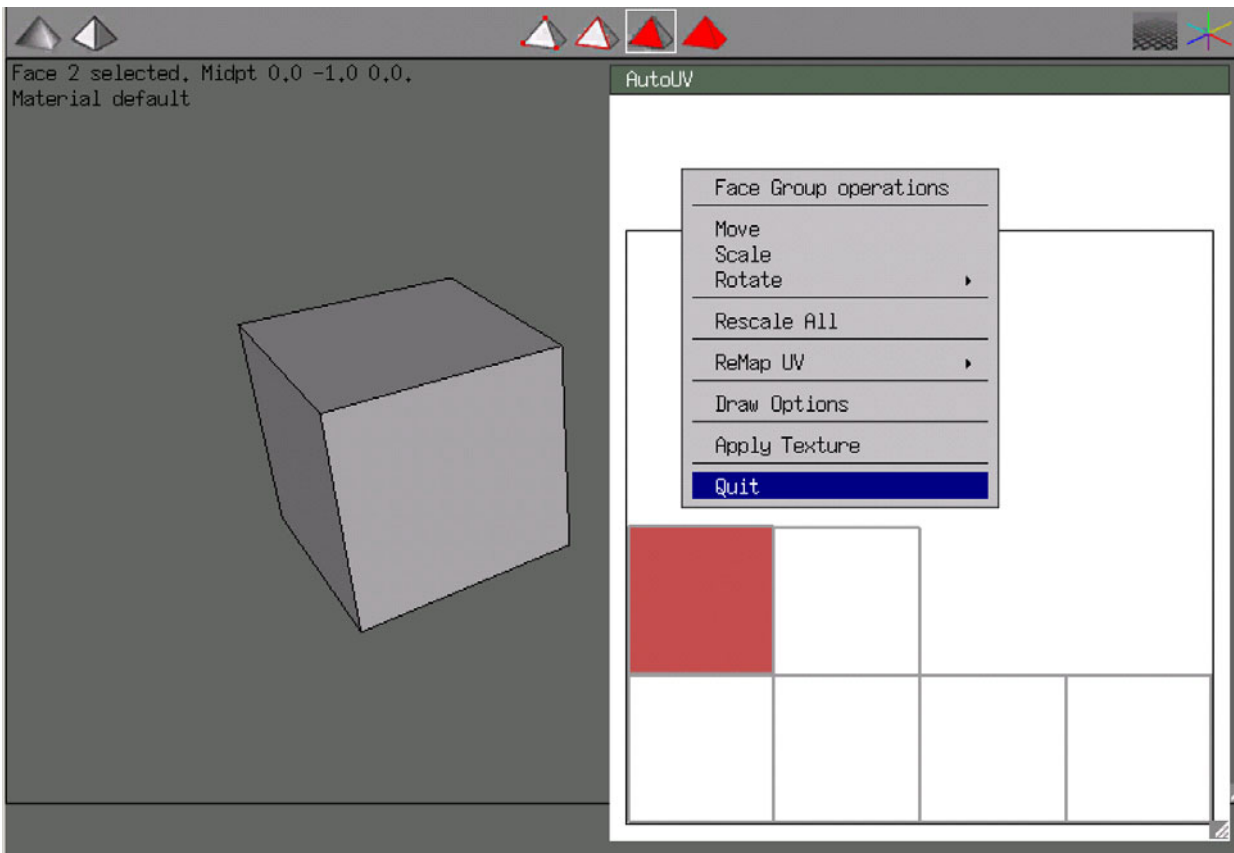 Face 2 selected. Midpt 0.0 -1.0 0.0.
Material default
AutoUV
Face Group operations
Move
Scale
Rotate
Rescale All
ReMap UV
Draw Options
Apply Texture
Quit